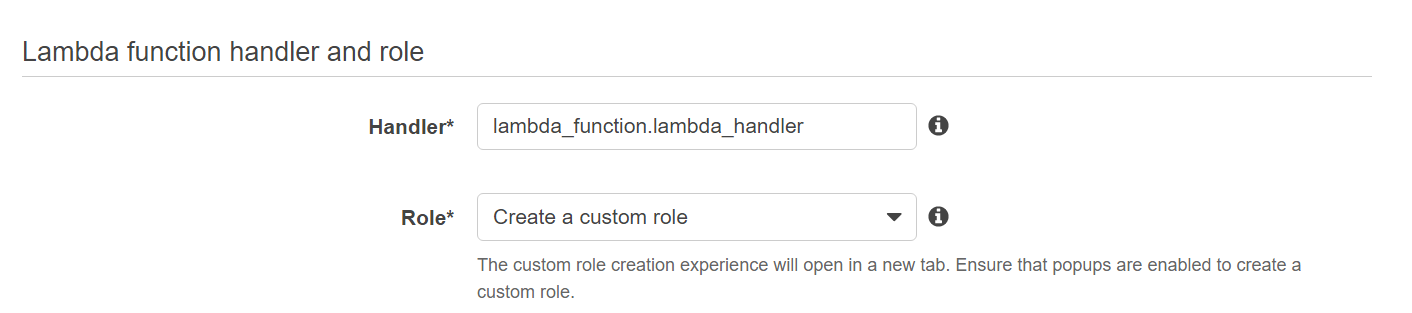 Lambda function handler and role
Handler* lambda_function.lambda_handler
Role* Create a custom role
The custom role creation experience will open in a new tab. Ensure that popups are enabled to create a
custom role.